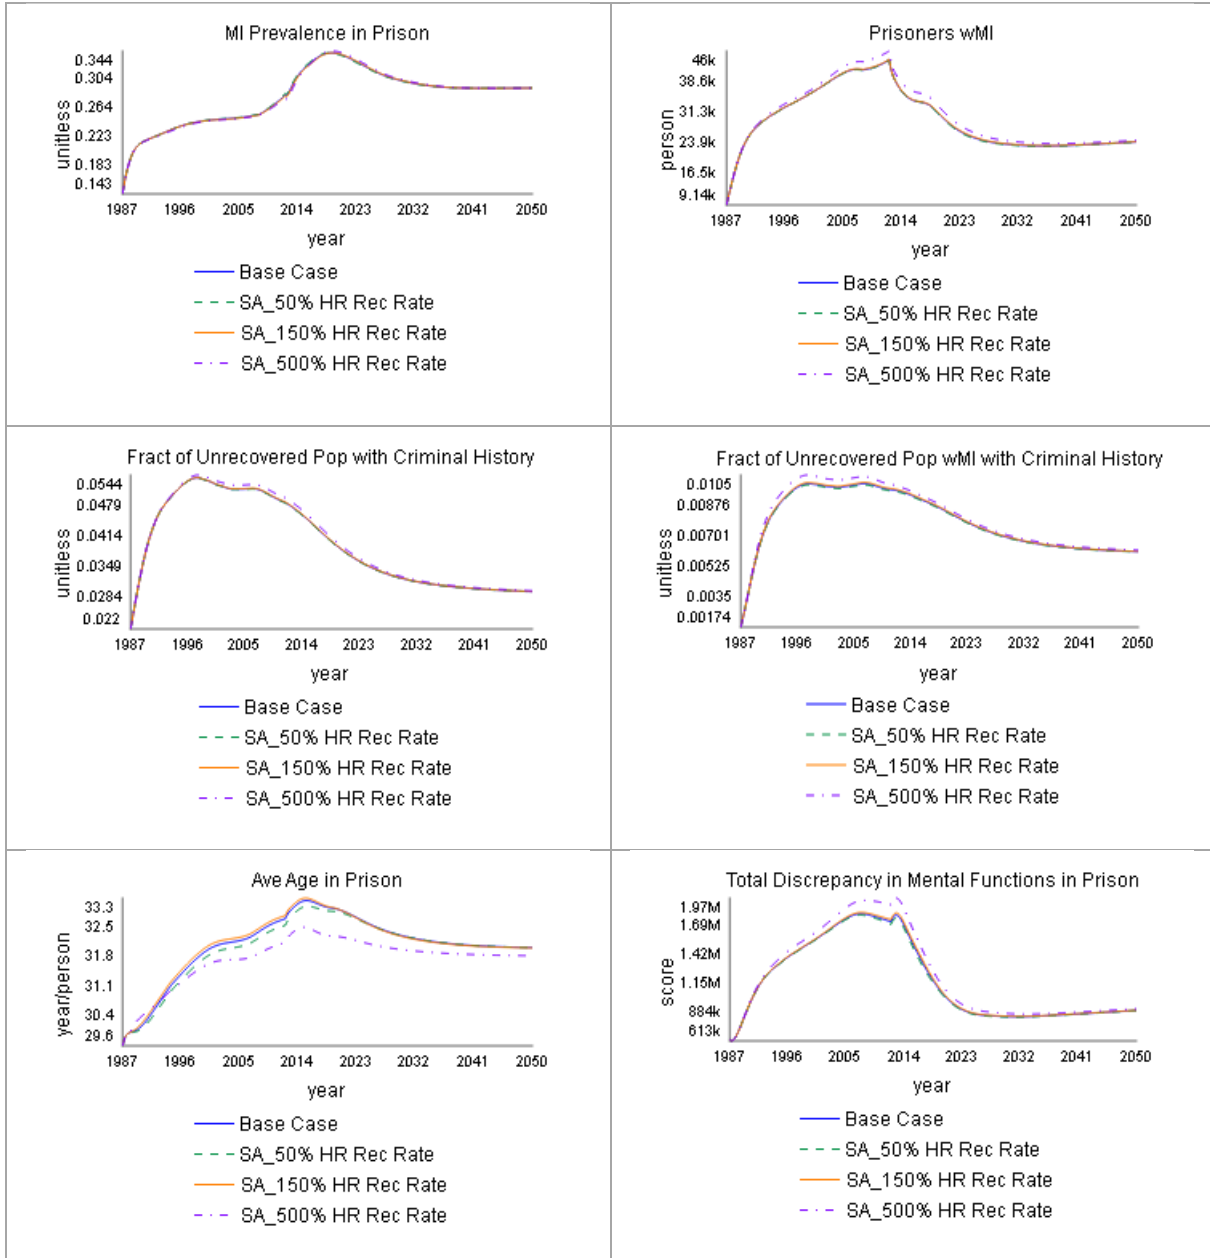 MI Prevalence in Prison
0.344
0.304
0.264
0.223
0.183
0.143
unitless
1987 1996 2005 2014 2023 2032 2041 2050
year
Base Case
SA_50% HR Rec Rate
SA_150% HR Rec Rate
SA_500% HR Rec Rate
Prisoners wMI
46k
38.6k
31.3k
23.9k
16.5k
9.14k
person
1987 1996 2005 2014 2023 2032 2041 2050
year
Base Case
SA_50% HR Rec Rate
SA_150% HR Rec Rate
SA_500% HR Rec Rate
Fract of Unrecovered Pop with Criminal History
0.0544
0.0479
0.0414
0.0349
0.0284
0.022
unitless
1987 1996 2005 2014 2023 2032 2041 2050
year
Base Case
SA_50% HR Rec Rate
SA_150% HR Rec Rate
SA_500% HR Rec Rate
Fract of Unrecovered Pop wMI with Criminal History
0.0105
0.00876
0.00701
0.00525
0.0035
0.00174
unitless
1987 1996 2005 2014 2023 2032 2041 2050
year
Base Case
SA_50% HR Rec Rate
SA_150% HR Rec Rate
SA_500% HR Rec Rate
Ave Age in Prison
33.3
32.5
31.8
31.1
30.4
29.6
year/person
1987 1996 2005 2014 2023 2032 2041 2050
year
Base Case
SA_50% HR Rec Rate
SA_150% HR Rec Rate
SA_500% HR Rec Rate
Total Discrepancy in Mental Functions in Prison
1.97M
1.69M
1.42M
1.15M
884k
613k
score
1987 1996 2005 2014 2023 2032 2041 2050
year
Base Case
SA_50% HR Rec Rate
SA_150% HR Rec Rate
SA_500% HR Rec Rate